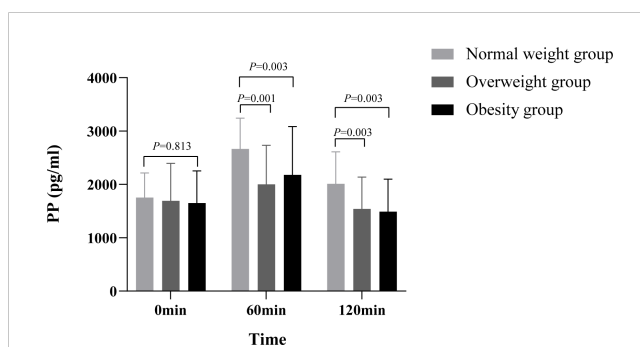 Normal weight group
Overweight group
Obesity group
P=0.003
P=0.001
P=0.003
P=0.003
P=0.813
4000
3000
2000
1000
0
PP (pg/ml)
0min 60min 120min
Time